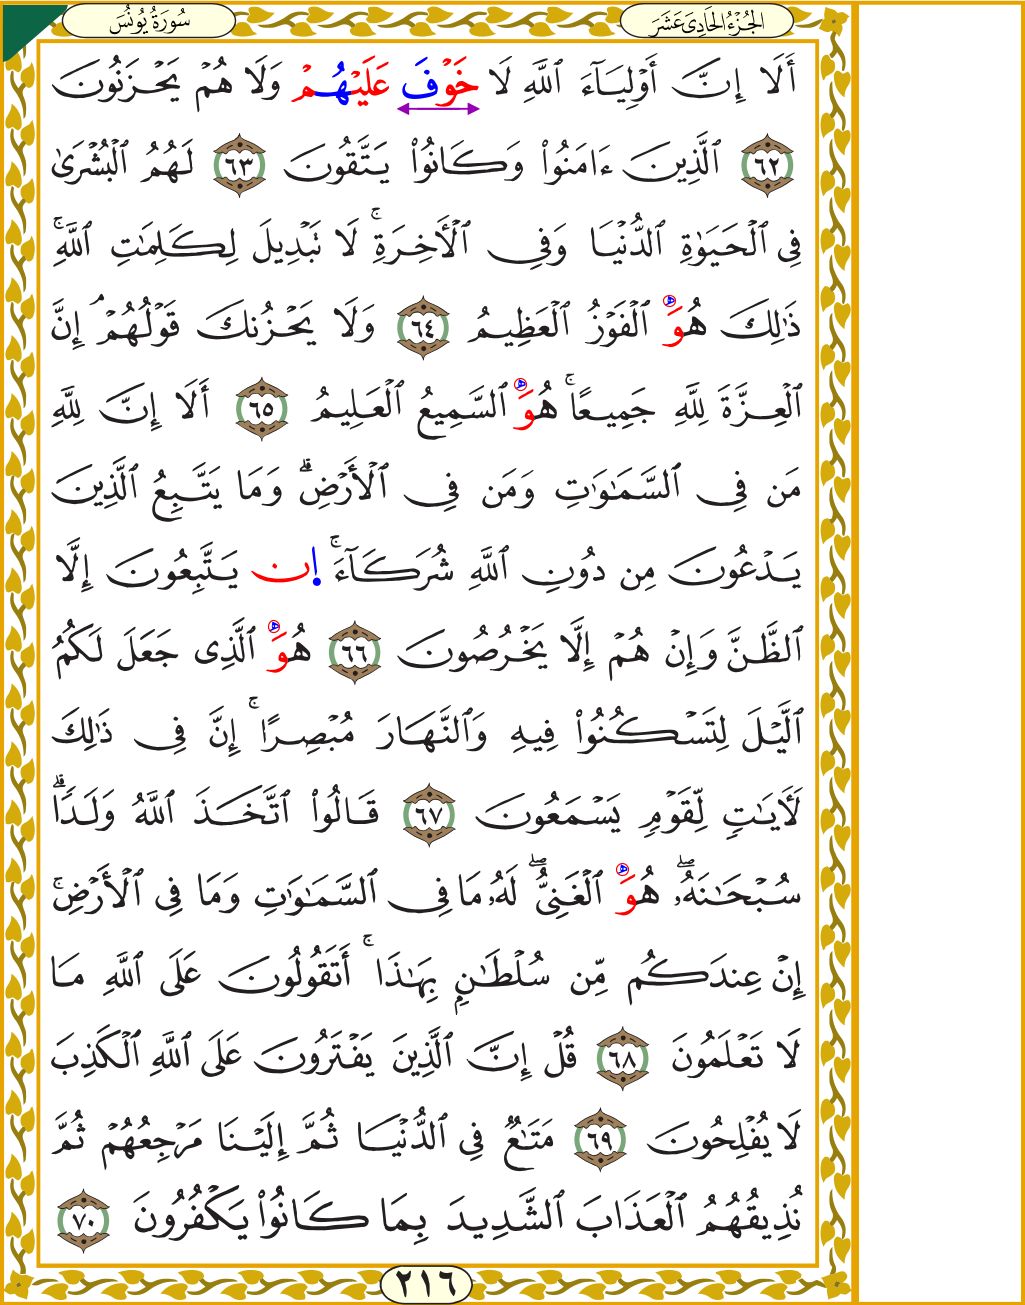 سُورَةُ يُونُسَ
الجُزْءُ الحَادِىَ عَشَرَ
أَلَا إِنَّ أَوْلِيَآءَ ٱللَّهِ لَا خَوْفَ عَلَيْهُمْ وَلَا هُمْ يَحْزَنُونَ
٦٢ ٱلَّذِينَ ءَامَنُوا۟ وَكَانُوا۟ يَتَّقُونَ ٦٣ لَهُمُ ٱلْبُشْرَىٰ
فِى ٱلْحَيَوٰةِ ٱلدُّنْيَا وَفِى ٱلْأَخِرَةِ ۚ لَا تَبْدِيلَ لِكَلِمَٰتِ ٱللَّهِ ۚ
ذَٰلِكَ هُوَ ٱلْفَوْزُ ٱلْعَظِيمُ ٦٤ وَلَا يَحْزُنكَ قَوْلُهُمْ ۘ إِنَّ
ٱلْعِزَّةَ لِلَّهِ جَمِيعًا ۚ هُوَ ٱلسَّمِيعُ ٱلْعَلِيمُ ٦٥ أَلَا إِنَّ لِلَّهِ
مَن فِى ٱلسَّمَٰوَٰتِ وَمَن فِى ٱلْأَرْضِ ۗ وَمَا يَتَّبِعُ ٱلَّذِينَ
يَدْعُونَ مِن دُونِ ٱللَّهِ شُرَكَآءَ ۚ إِن يَتَّبِعُونَ إِلَّا
ٱلظَّنَّ وَإِنْ هُمْ إِلَّا يَخْرُصُونَ ٦٦ هُوَ ٱلَّذِى جَعَلَ لَكُمُ
ٱلَّيْلَ لِتَسْكُنُوا۟ فِيهِ وَٱلنَّهَارَ مُبْصِرًا ۚ إِنَّ فِى ذَٰلِكَ
لَأَيَٰتٍ لِّقَوْمٍ يَسْمَعُونَ ٦٧ قَالُوا۟ ٱتَّخَذَ ٱللَّهُ وَلَدًا ۗ
سُبْحَٰنَهُۥ ۖ هُوَ ٱلْغَنِىُّ ۖ لَهُۥ مَا فِى ٱلسَّمَٰوَٰتِ وَمَا فِى ٱلْأَرْضِ ۚ
إِنْ عِندَكُم مِّن سُلْطَٰنٍۭ بِهَٰذَا ۚ أَتَقُولُونَ عَلَى ٱللَّهِ مَا
لَا تَعْلَمُونَ ٦٨ قُلْ إِنَّ ٱلَّذِينَ يَفْتَرُونَ عَلَى ٱللَّهِ ٱلْكَذِبَ
لَا يُفْلِحُونَ ٦٩ مَتَٰعٌ فِى ٱلدُّنْيَا ثُمَّ إِلَيْنَا مَرْجِعُهُمْ ثُمَّ
نُذِيقُهُمُ ٱلْعَذَابَ ٱلشَّدِيدَ بِمَا كَانُوا۟ يَكْفُرُونَ ٧٠
٢١٦